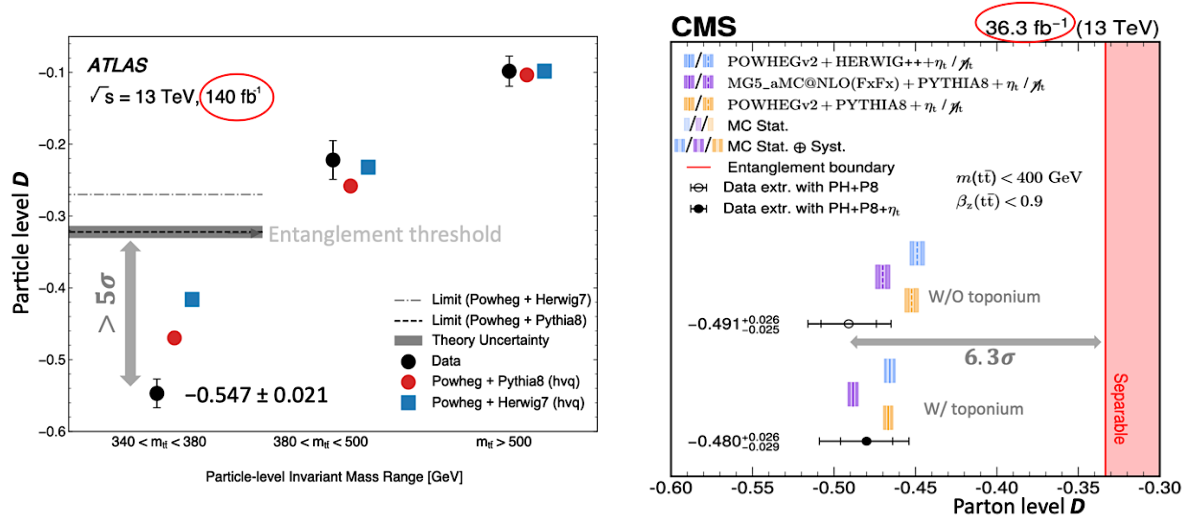 ATLAS
√s = 13 TeV, 140 fb⁻¹
Particle level D
−0.1
−0.2
−0.3
−0.4
−0.5
−0.6
Entanglement threshold
> 5σ
−0.547 ± 0.021
Limit (Powheg + Herwig7)
Limit (Powheg + Pythia8)
Theory Uncertainty
Data
Powheg + Pythia8 (hvq)
Powheg + Herwig7 (hvq)
340 < m_tt̄ < 380
380 < m_tt̄ < 500
m_tt̄ > 500
Particle-level Invariant Mass Range [GeV]
CMS
36.3 fb⁻¹ (13 TeV)
/ POWHEGv2 + HERWIG+++η_t / η̸_t
/ MG5_aMC@NLO(FxFx) + PYTHIA8 + η_t / η̸_t
/ POWHEGv2 + PYTHIA8 + η_t / η̸_t
/ / MC Stat.
/ / MC Stat. ⊕ Syst.
Entanglement boundary
Data extr. with PH+P8
Data extr. with PH+P8+η_t
m(tt̄) < 400 GeV
β_z(tt̄) < 0.9
W/O toponium
−0.491 +0.026 −0.025
6.3σ
W/ toponium
−0.480 +0.026 −0.029
Separable
-0.60 -0.55 -0.50 -0.45 -0.40 -0.35 -0.30
Parton level D